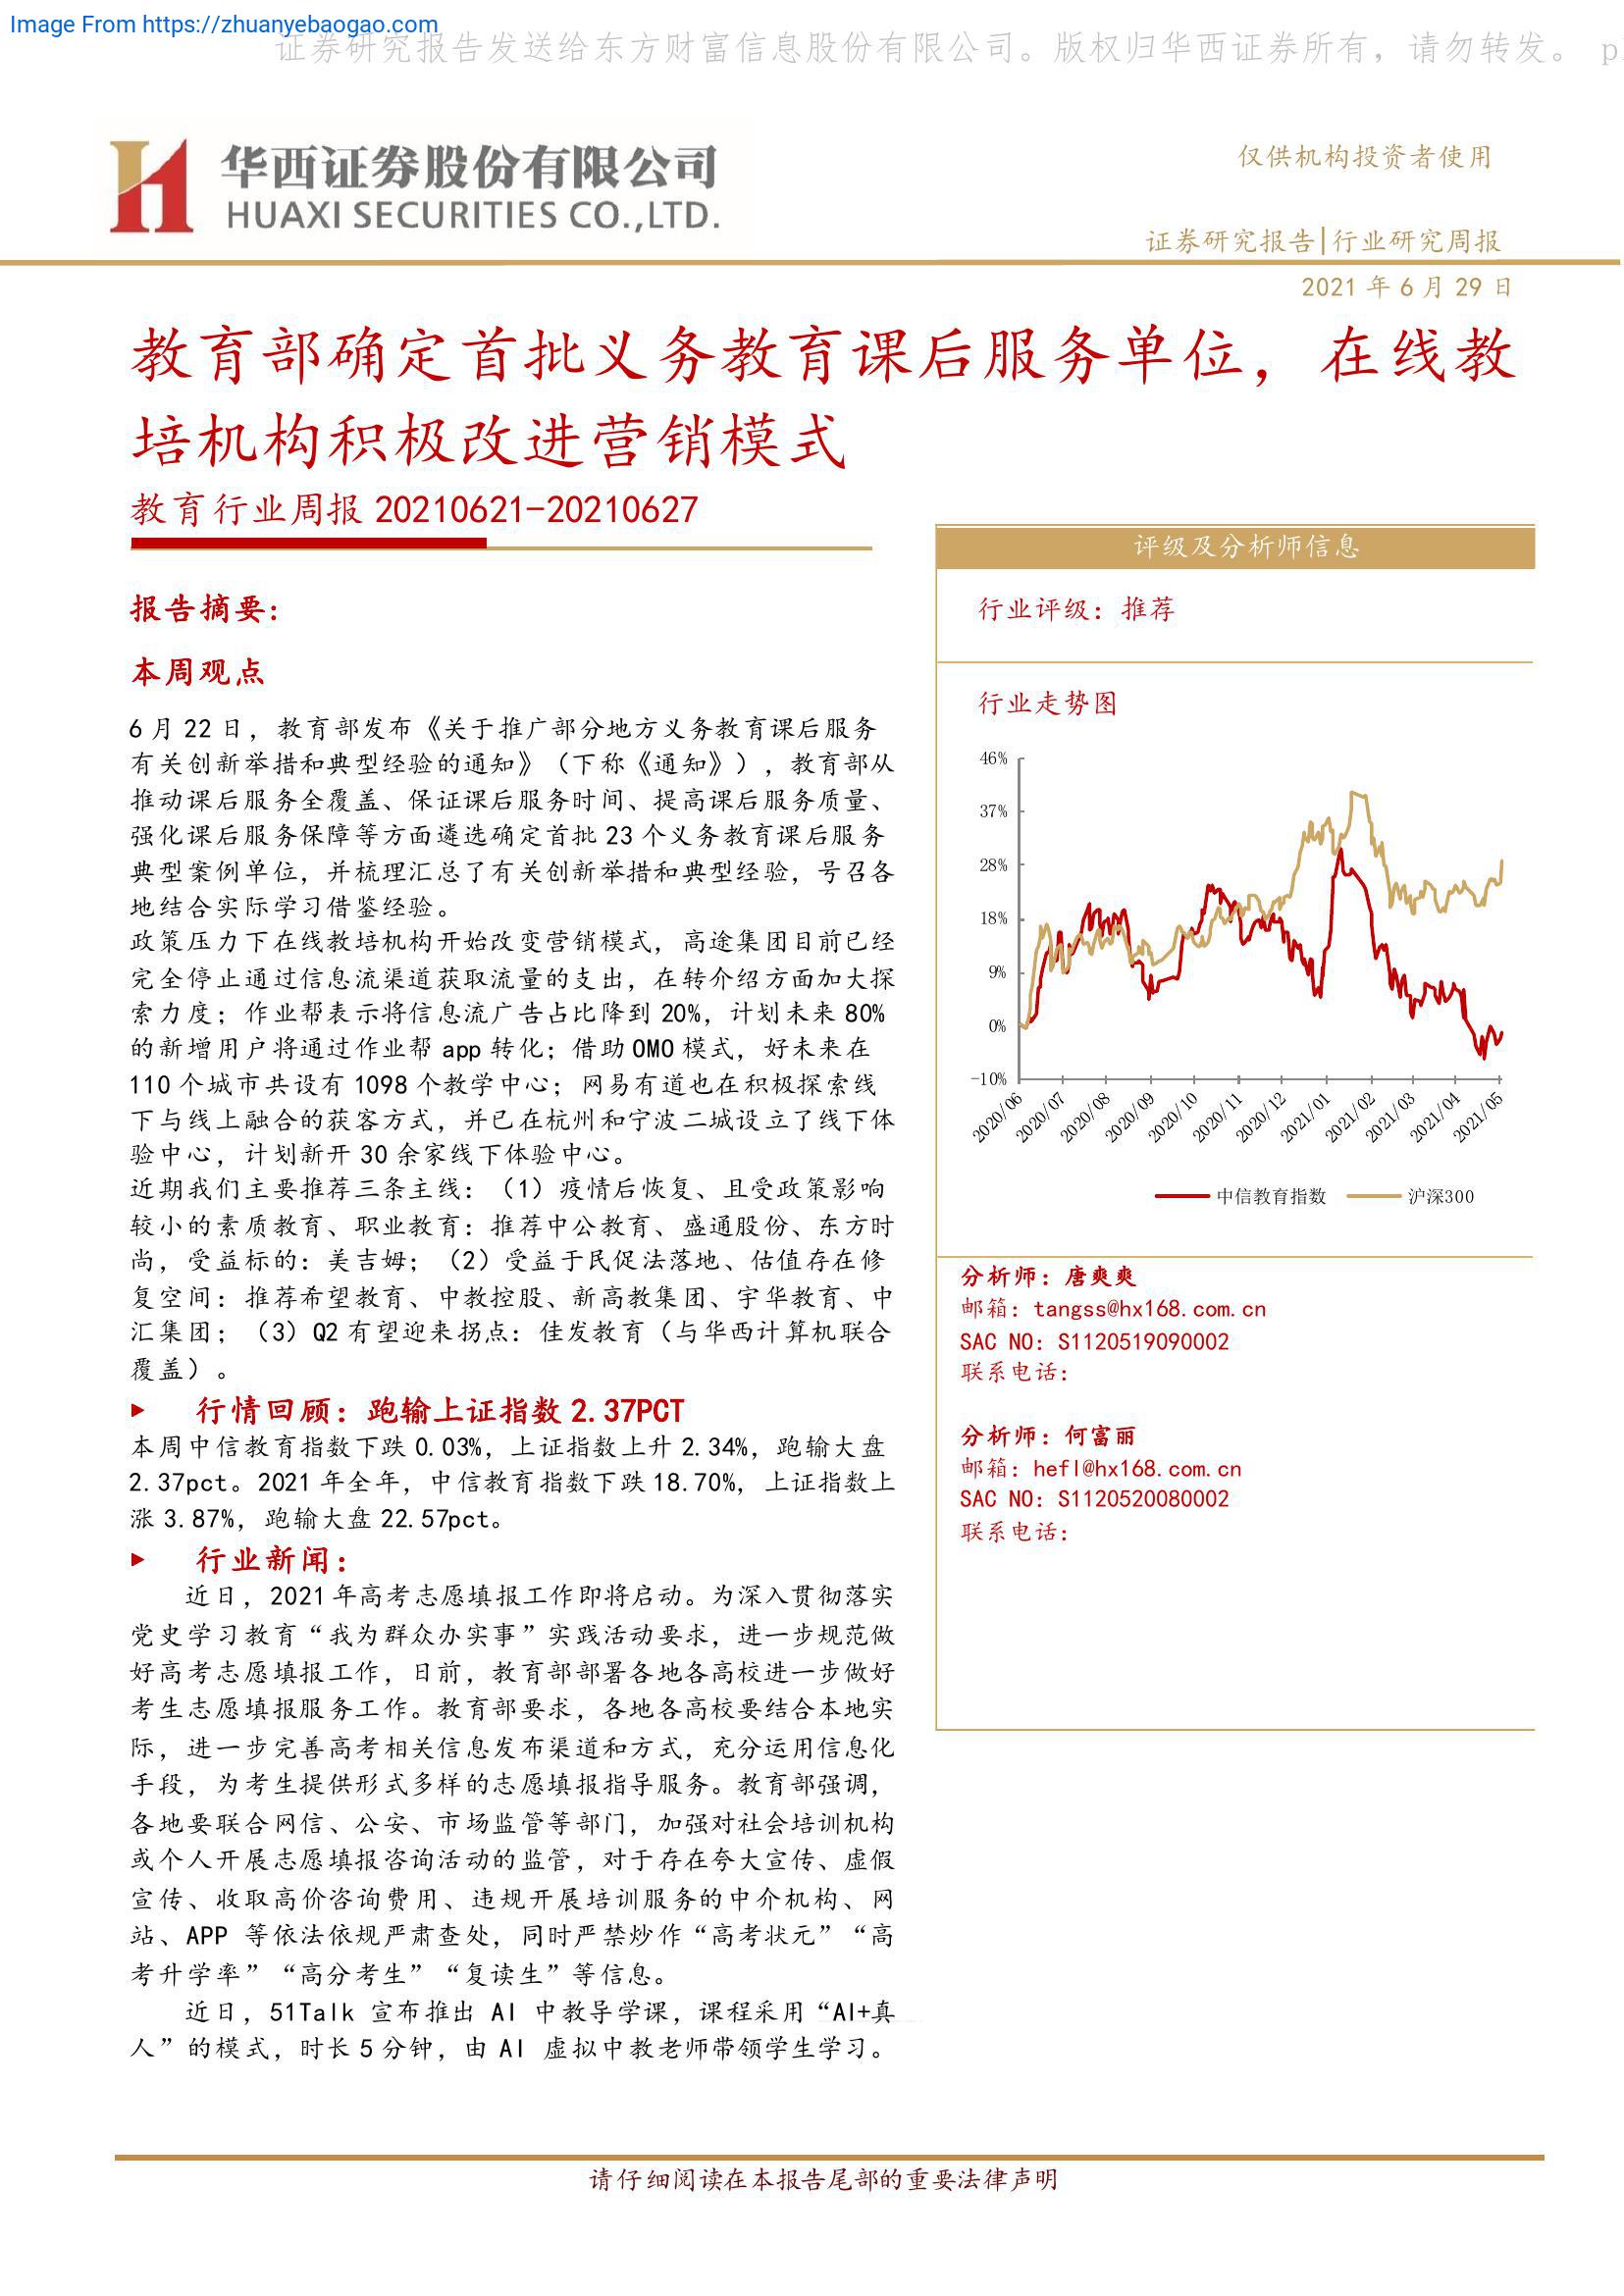 Image From https://zhuanyebaogao.com
证券研究报告发送给东方财富信息股份有限公司。版权归华西证券所有，请勿转发。 p
华西证券股份有限公司
HUAXI SECURITIES CO.,LTD.
仅供机构投资者使用
证券研究报告|行业研究周报
2021 年 6 月 29 日
教育部确定首批义务教育课后服务单位，在线教
培机构积极改进营销模式
教育行业周报 20210621-20210627
报告摘要:
本周观点
6 月 22 日，教育部发布《关于推广部分地方义务教育课后服务
有关创新举措和典型经验的通知》（下称《通知》），教育部从
推动课后服务全覆盖、保证课后服务时间、提高课后服务质量、
强化课后服务保障等方面遴选确定首批 23 个义务教育课后服务
典型案例单位，并梳理汇总了有关创新举措和典型经验，号召各
地结合实际学习借鉴经验。
政策压力下在线教培机构开始改变营销模式，高途集团目前已经
完全停止通过信息流渠道获取流量的支出，在转介绍方面加大探
索力度；作业帮表示将信息流广告占比降到 20%，计划未来 80%
的新增用户将通过作业帮 app 转化；借助 OMO 模式，好未来在
110 个城市共设有 1098 个教学中心；网易有道也在积极探索线
下与线上融合的获客方式，并已在杭州和宁波二城设立了线下体
验中心，计划新开 30 余家线下体验中心。
近期我们主要推荐三条主线：（1）疫情后恢复、且受政策影响
较小的素质教育、职业教育：推荐中公教育、盛通股份、东方时
尚，受益标的：美吉姆；（2）受益于民促法落地、估值存在修
复空间：推荐希望教育、中教控股、新高教集团、宇华教育、中
汇集团；（3）Q2 有望迎来拐点：佳发教育（与华西计算机联合
覆盖）。
行情回顾：跑输上证指数 2.37PCT
本周中信教育指数下跌 0.03%，上证指数上升 2.34%，跑输大盘
2.37pct。2021 年全年，中信教育指数下跌 18.70%，上证指数上
涨 3.87%，跑输大盘 22.57pct。
行业新闻：
近日，2021 年高考志愿填报工作即将启动。为深入贯彻落实
党史学习教育“我为群众办实事”实践活动要求，进一步规范做
好高考志愿填报工作，日前，教育部部署各地各高校进一步做好
考生志愿填报服务工作。教育部要求，各地各高校要结合本地实
际，进一步完善高考相关信息发布渠道和方式，充分运用信息化
手段，为考生提供形式多样的志愿填报指导服务。教育部强调，
各地要联合网信、公安、市场监管等部门，加强对社会培训机构
或个人开展志愿填报咨询活动的监管，对于存在夸大宣传、虚假
宣传、收取高价咨询费用、违规开展培训服务的中介机构、网
站、APP 等依法依规严肃查处，同时严禁炒作“高考状元”“高
考升学率”“高分考生”“复读生”等信息。
近日，51Talk 宣布推出 AI 中教导学课，课程采用“AI+真
人”的模式，时长 5 分钟，由 AI 虚拟中教老师带领学生学习。
评级及分析师信息
行业评级：推荐
行业走势图
46%
37%
28%
18%
9%
0%
-10%
2020/06
2020/07
2020/08
2020/09
2020/10
2020/11
2020/12
2021/01
2021/02
2021/03
2021/04
2021/05
中信教育指数 沪深300
分析师：唐爽爽
邮箱：tangss@hx168.com.cn
SAC NO：S1120519090002
联系电话：
分析师：何富丽
邮箱：hefl@hx168.com.cn
SAC NO：S1120520080002
联系电话：
请仔细阅读在本报告尾部的重要法律声明